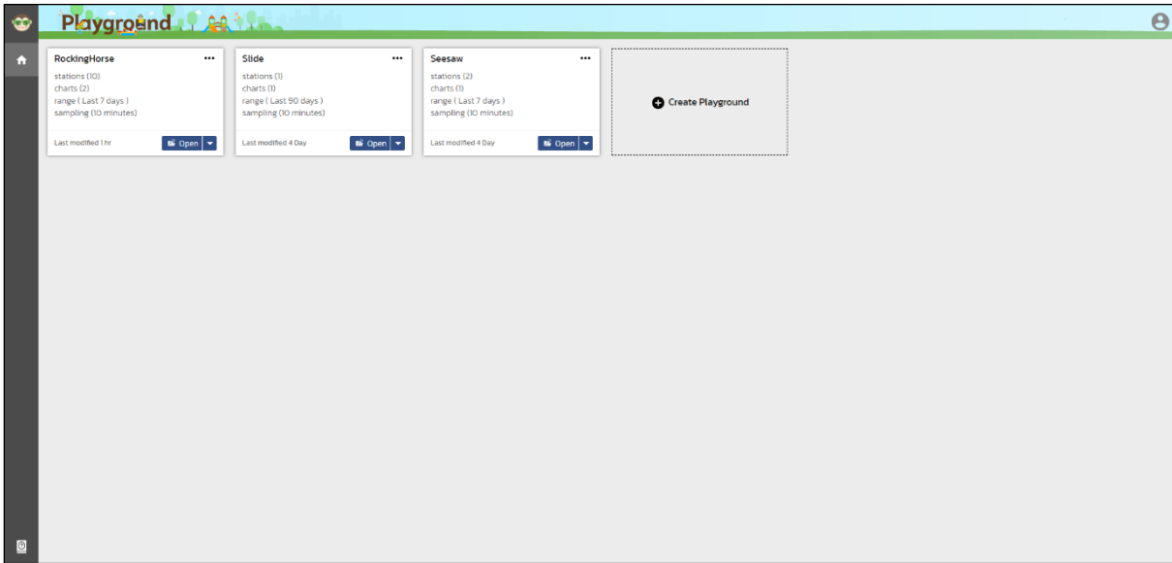 Playground
RockingHorse
stations (10)
charts (2)
range ( Last 7 days )
sampling (10 minutes)
Last modified 1 hr
Open
Slide
stations (1)
charts (1)
range ( Last 90 days )
sampling (10 minutes)
Last modified 4 Day
Open
Seesaw
stations (2)
charts (1)
range ( Last 7 days )
sampling (10 minutes)
Last modified 4 Day
Open
Create Playground